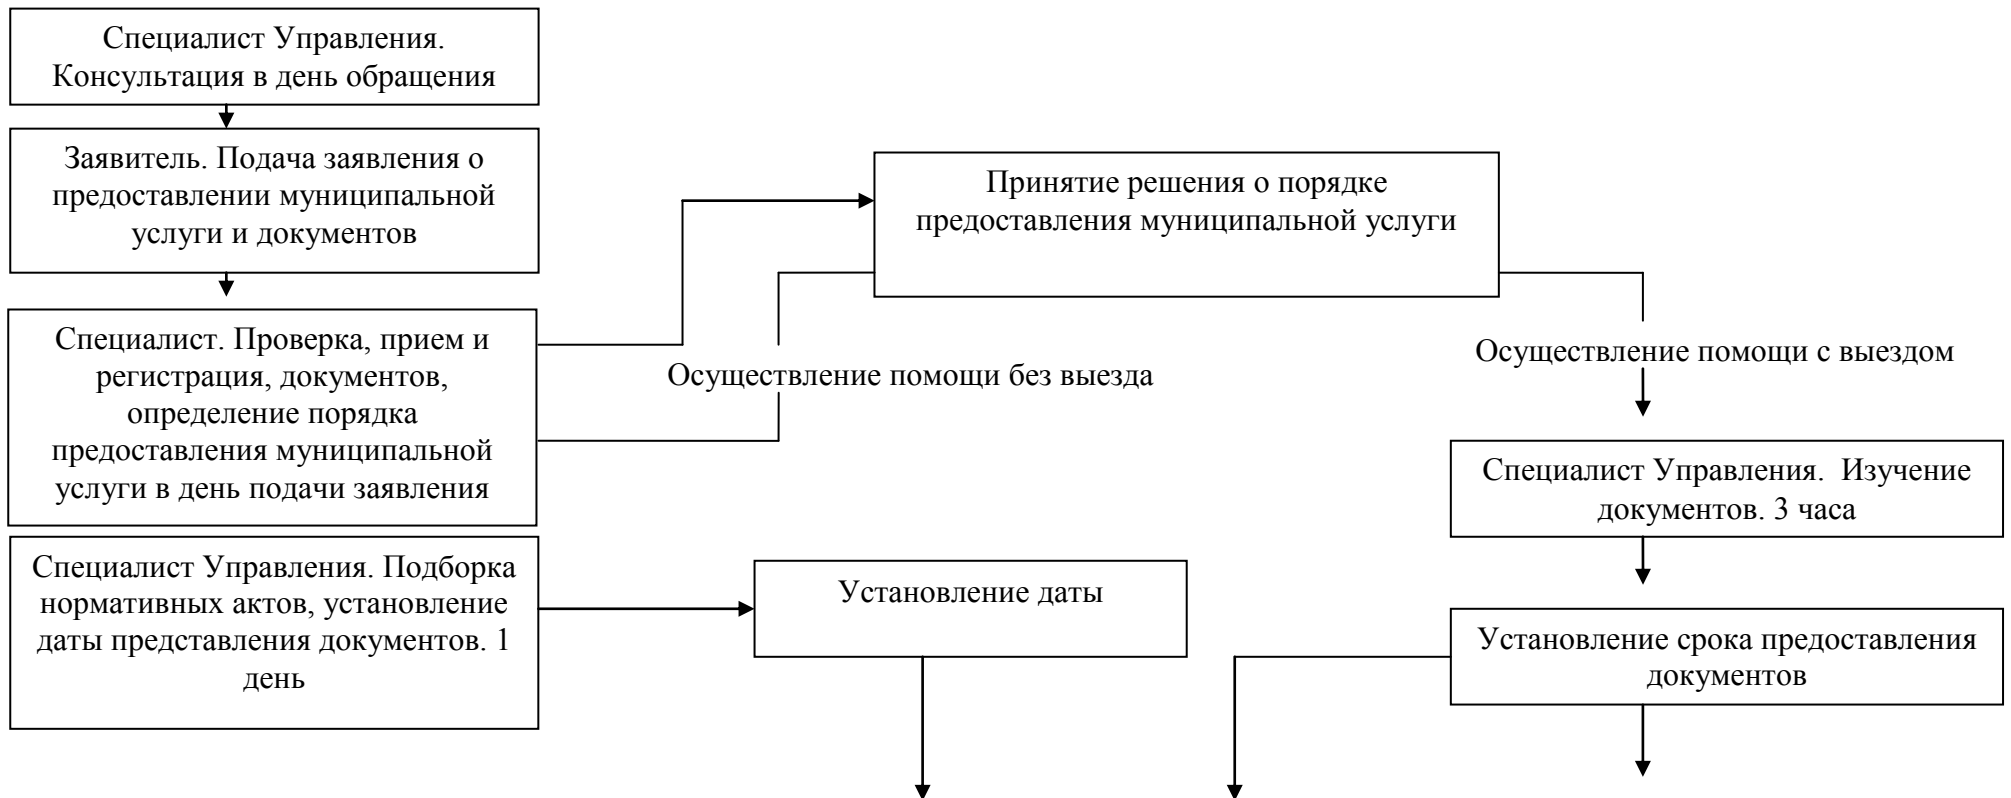 Специалист Управления.
Консультация в день обращения
Заявитель. Подача заявления о
предоставлении муниципальной
услуги и документов
Принятие решения о порядке
предоставления муниципальной услуги
Специалист. Проверка, прием и
регистрация, документов,
определение порядка
предоставления муниципальной
услуги в день подачи заявления
Осуществление помощи без выезда
Осуществление помощи с выездом
Специалист Управления.  Изучение
документов. 3 часа
Специалист Управления. Подборка
нормативных актов, установление
даты представления документов. 1
день
Установление даты
Установление срока предоставления
документов